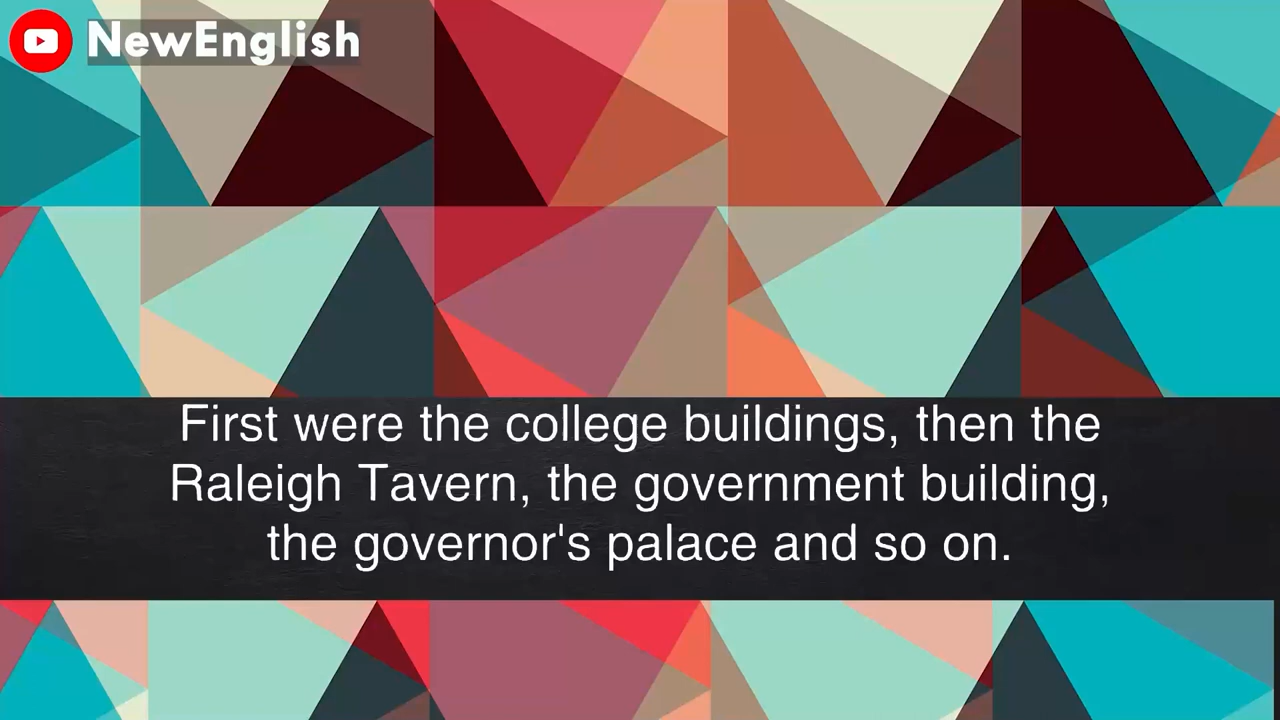 NewEnglish
First were the college buildings, then the
Raleigh Tavern, the government building,
the governor's palace and so on.